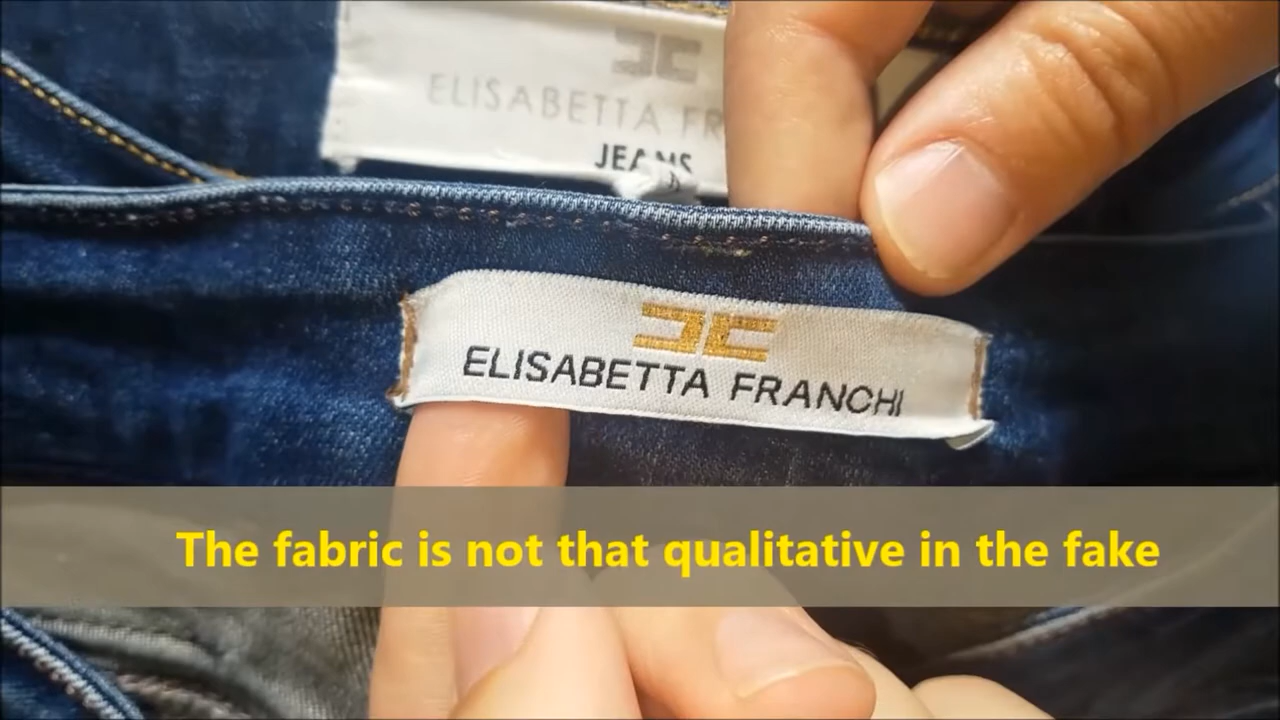 ELISABETTA FR
JEANS
ELISABETTA FRANCHI
The fabric is not that qualitative in the fake